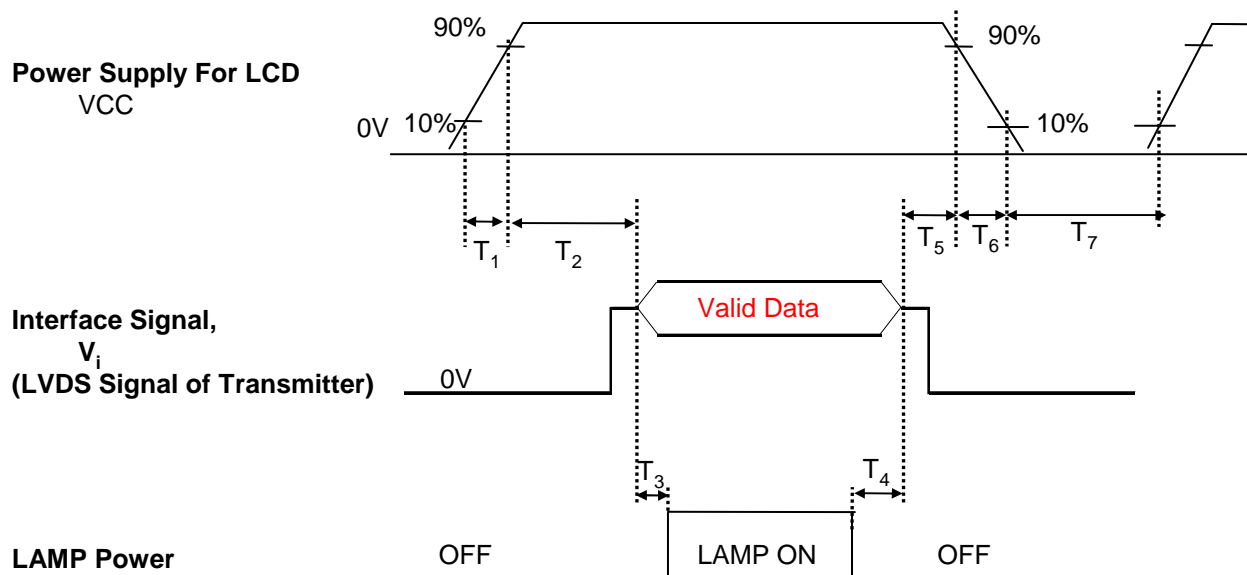 90%
90%
Power Supply For LCD
VCC
0V
10%
10%
T1
T2
T5
T6
T7
Valid Data
Interface Signal,
Vi
(LVDS Signal of Transmitter)
0V
T3
T4
LAMP Power
OFF
LAMP ON
OFF